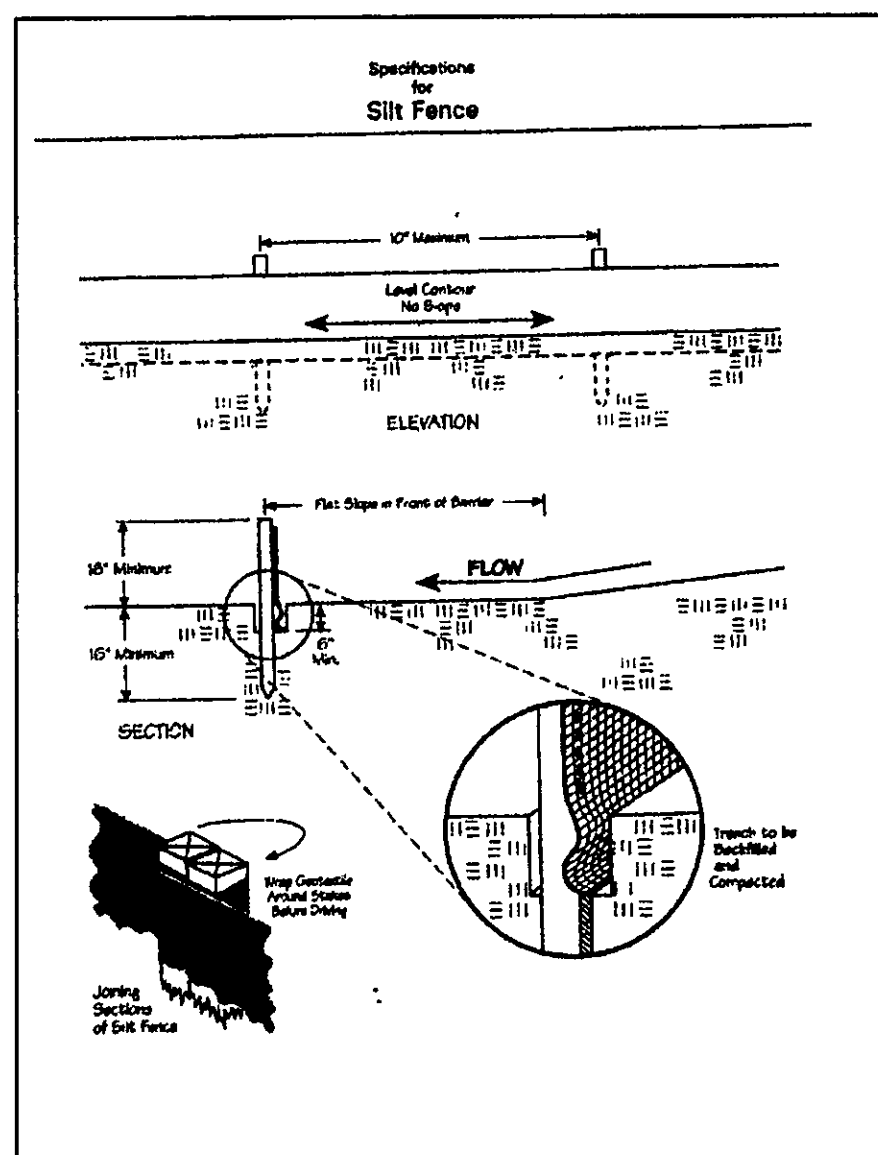 Specifications
for
Silt Fence
10" Maximum
Level Contour
No Slope
ELEVATION
Flat Slope in Front of Barrier
18" Minimum
FLOW
16" Minimum
6"
Min.
SECTION
Trench to be
Backfilled
and
Compacted
Wrap Geotextile
Around Stakes
Before Driving
Joining
Sections
of Silt Fence